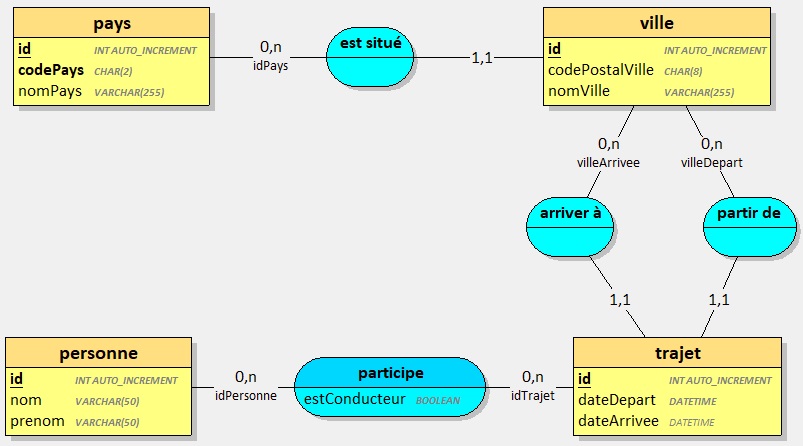 pays
id INT AUTO_INCREMENT
codePays CHAR(2)
nomPays VARCHAR(255)
0,n
idPays
est situé
1,1
ville
id INT AUTO_INCREMENT
codePostalVille CHAR(8)
nomVille VARCHAR(255)
0,n
villeArrivee
0,n
villeDepart
arriver à
partir de
1,1
1,1
personne
id INT AUTO_INCREMENT
nom VARCHAR(50)
prenom VARCHAR(50)
0,n
idPersonne
participe
estConducteur BOOLEAN
0,n
idTrajet
trajet
id INT AUTO_INCREMENT
dateDepart DATETIME
dateArrivee DATETIME